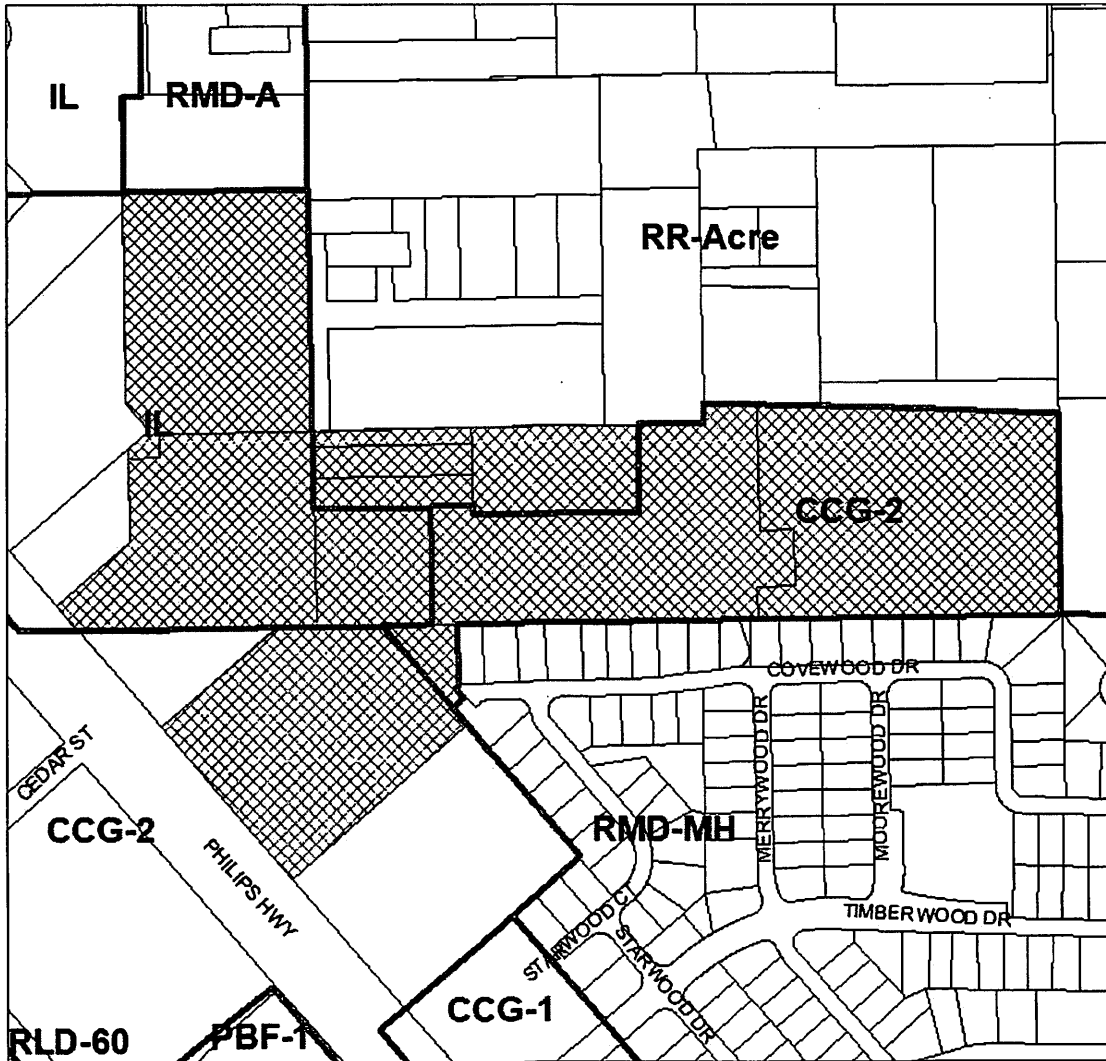 IL
RMD-A
RR-Acre
IL
CCG-2
COVEWOOD DR
MERRYWOOD DR
MOOREWOOD DR
CEDAR ST
CCG-2
PHILIPS HWY
RMD-MH
STARWOOD CT
STARWOOD DR
TIMBERWOOD DR
CCG-1
RLD-60
PBF-1